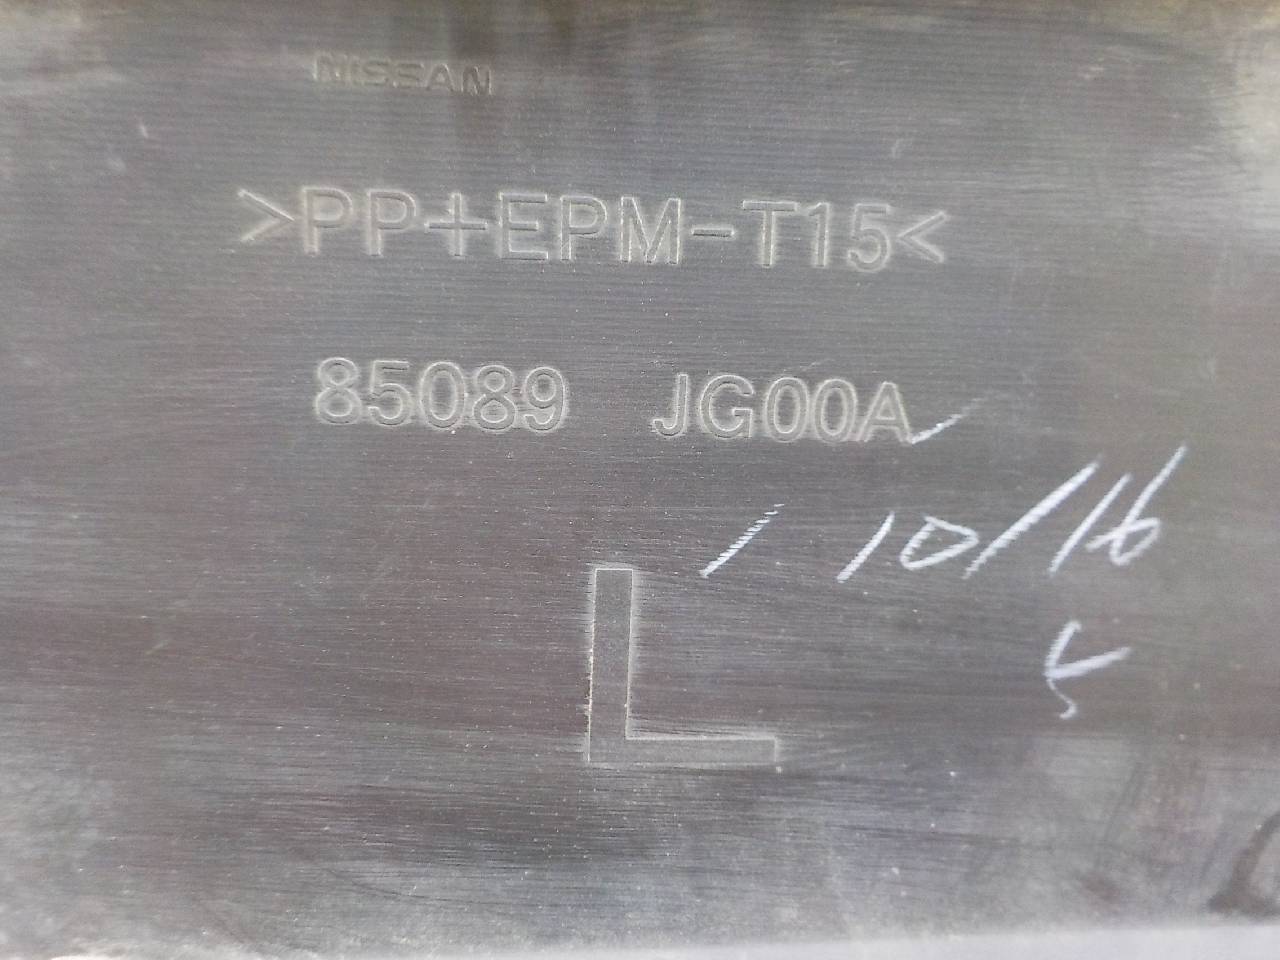 NISSAN
>PP+EPM-T15<
85089 JG00A
10/16
L